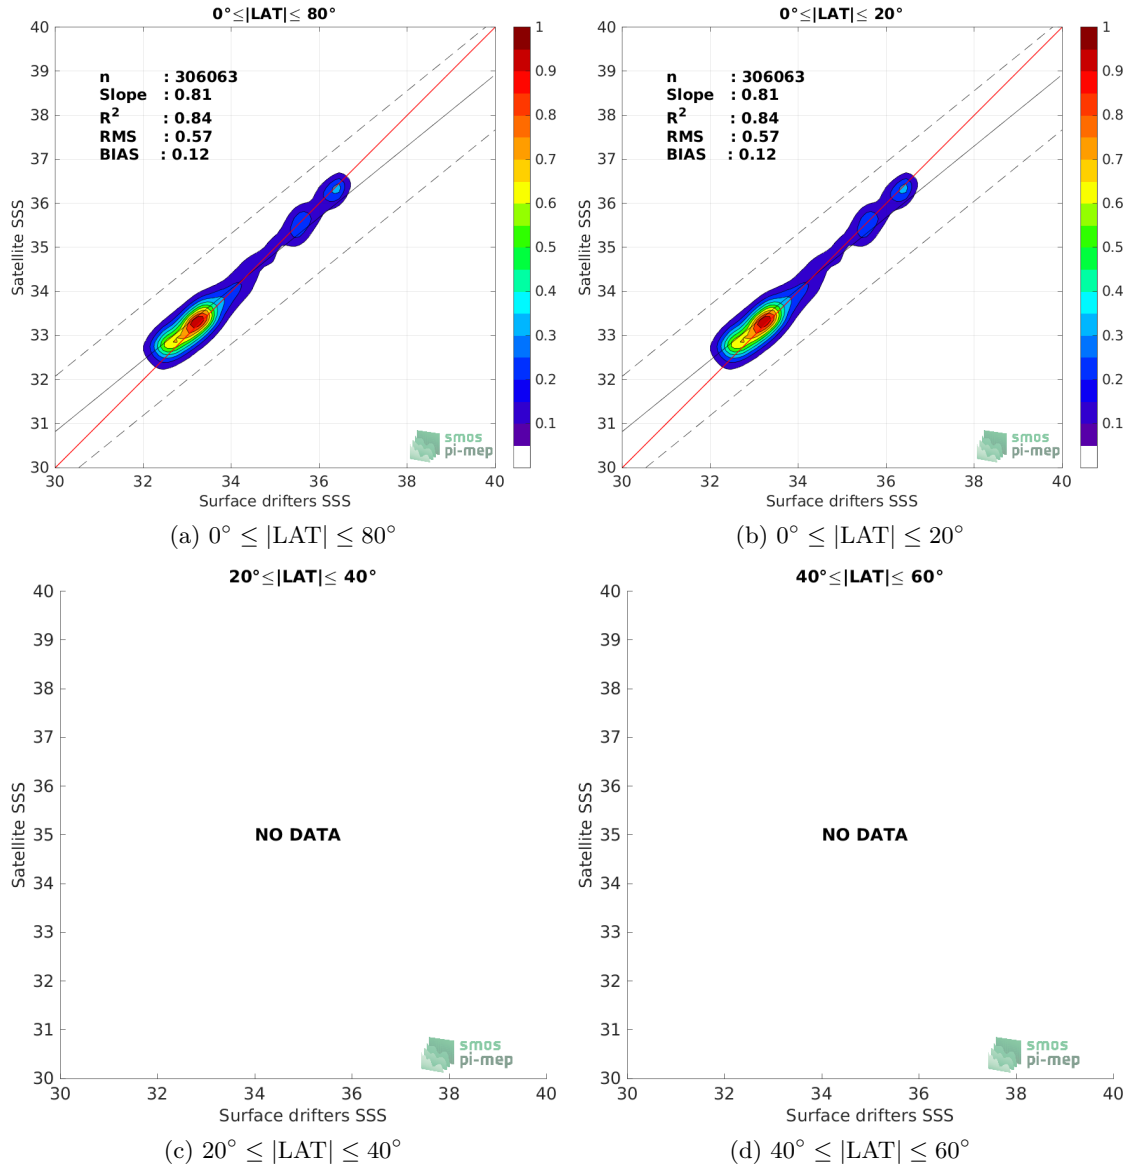 0°≤|LAT|≤ 80°
40
39
38
37
36
35
34
33
32
31
30
30
32
34
36
38
40
Satellite SSS
Surface drifters SSS
n : 306063
Slope : 0.81
R² : 0.84
RMS : 0.57
BIAS : 0.12
1
0.9
0.8
0.7
0.6
0.5
0.4
0.3
0.2
0.1
smos
pi-mep
(a) 0° ≤ |LAT| ≤ 80°
0°≤|LAT|≤ 20°
40
39
38
37
36
35
34
33
32
31
30
30
32
34
36
38
40
Satellite SSS
Surface drifters SSS
n : 306063
Slope : 0.81
R² : 0.84
RMS : 0.57
BIAS : 0.12
1
0.9
0.8
0.7
0.6
0.5
0.4
0.3
0.2
0.1
smos
pi-mep
(b) 0° ≤ |LAT| ≤ 20°
20°≤|LAT|≤ 40°
40
39
38
37
36
35
34
33
32
31
30
30
32
34
36
38
40
Satellite SSS
Surface drifters SSS
NO DATA
smos
pi-mep
(c) 20° ≤ |LAT| ≤ 40°
40°≤|LAT|≤ 60°
40
39
38
37
36
35
34
33
32
31
30
30
32
34
36
38
40
Satellite SSS
Surface drifters SSS
NO DATA
smos
pi-mep
(d) 40° ≤ |LAT| ≤ 60°